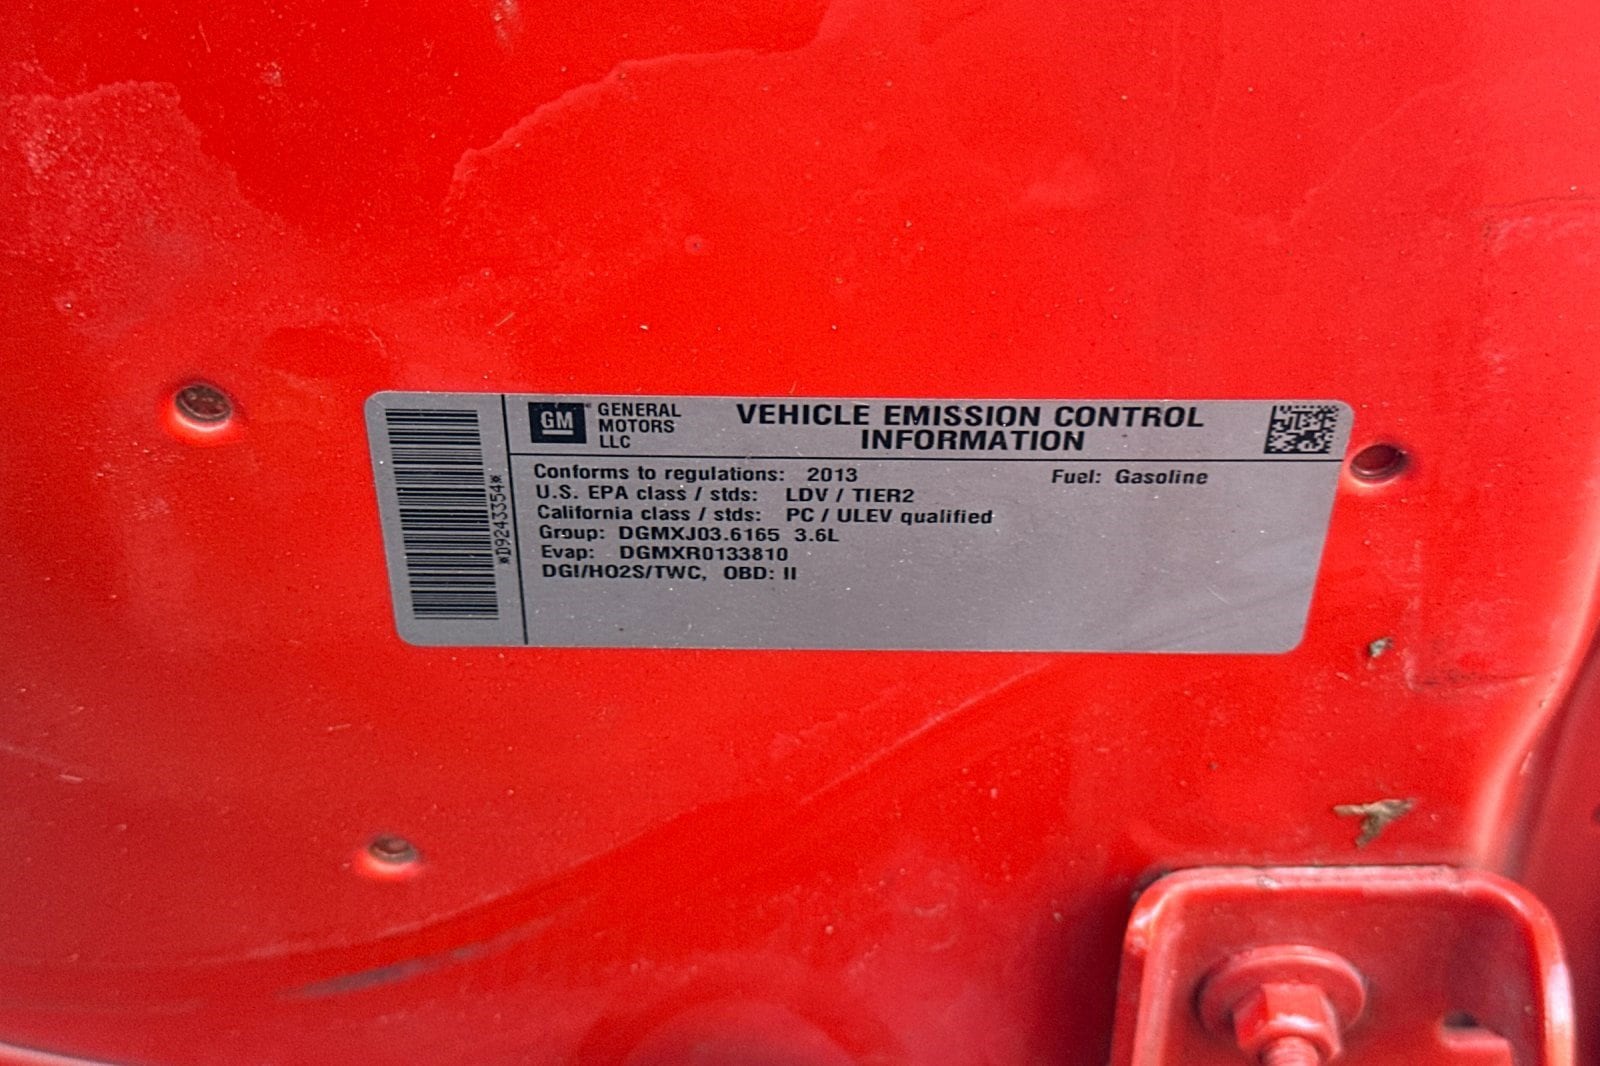 *D9243354*
GM GENERAL MOTORS LLC
VEHICLE EMISSION CONTROL
INFORMATION
Conforms to regulations: 2013 Fuel: Gasoline
U.S. EPA class / stds: LDV / TIER2
California class / stds: PC / ULEV qualified
Group: DGMXJ03.6165 3.6L
Evap: DGMXR0133810
DGI/HO2S/TWC, OBD: II